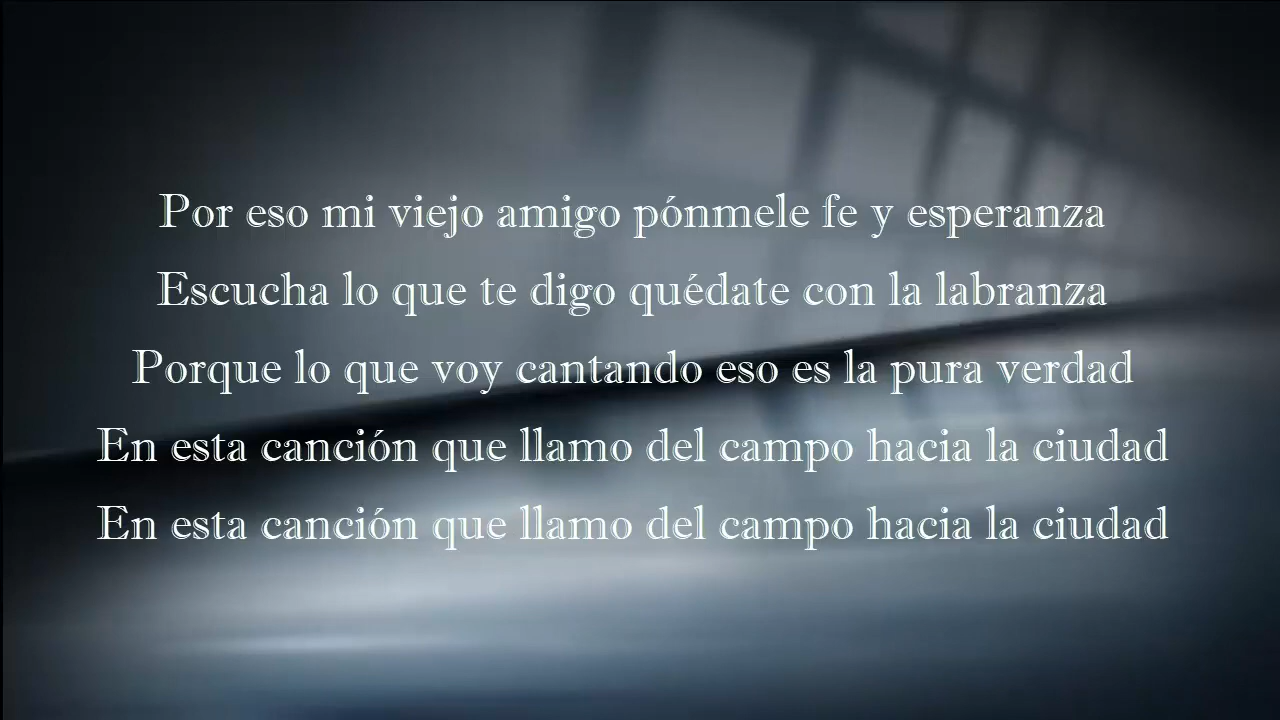 Por eso mi viejo amigo pónmele fe y esperanza
Escucha lo que te digo quédate con la labranza
Porque lo que voy cantando eso es la pura verdad
En esta canción que llamo del campo hacia la ciudad
En esta canción que llamo del campo hacia la ciudad